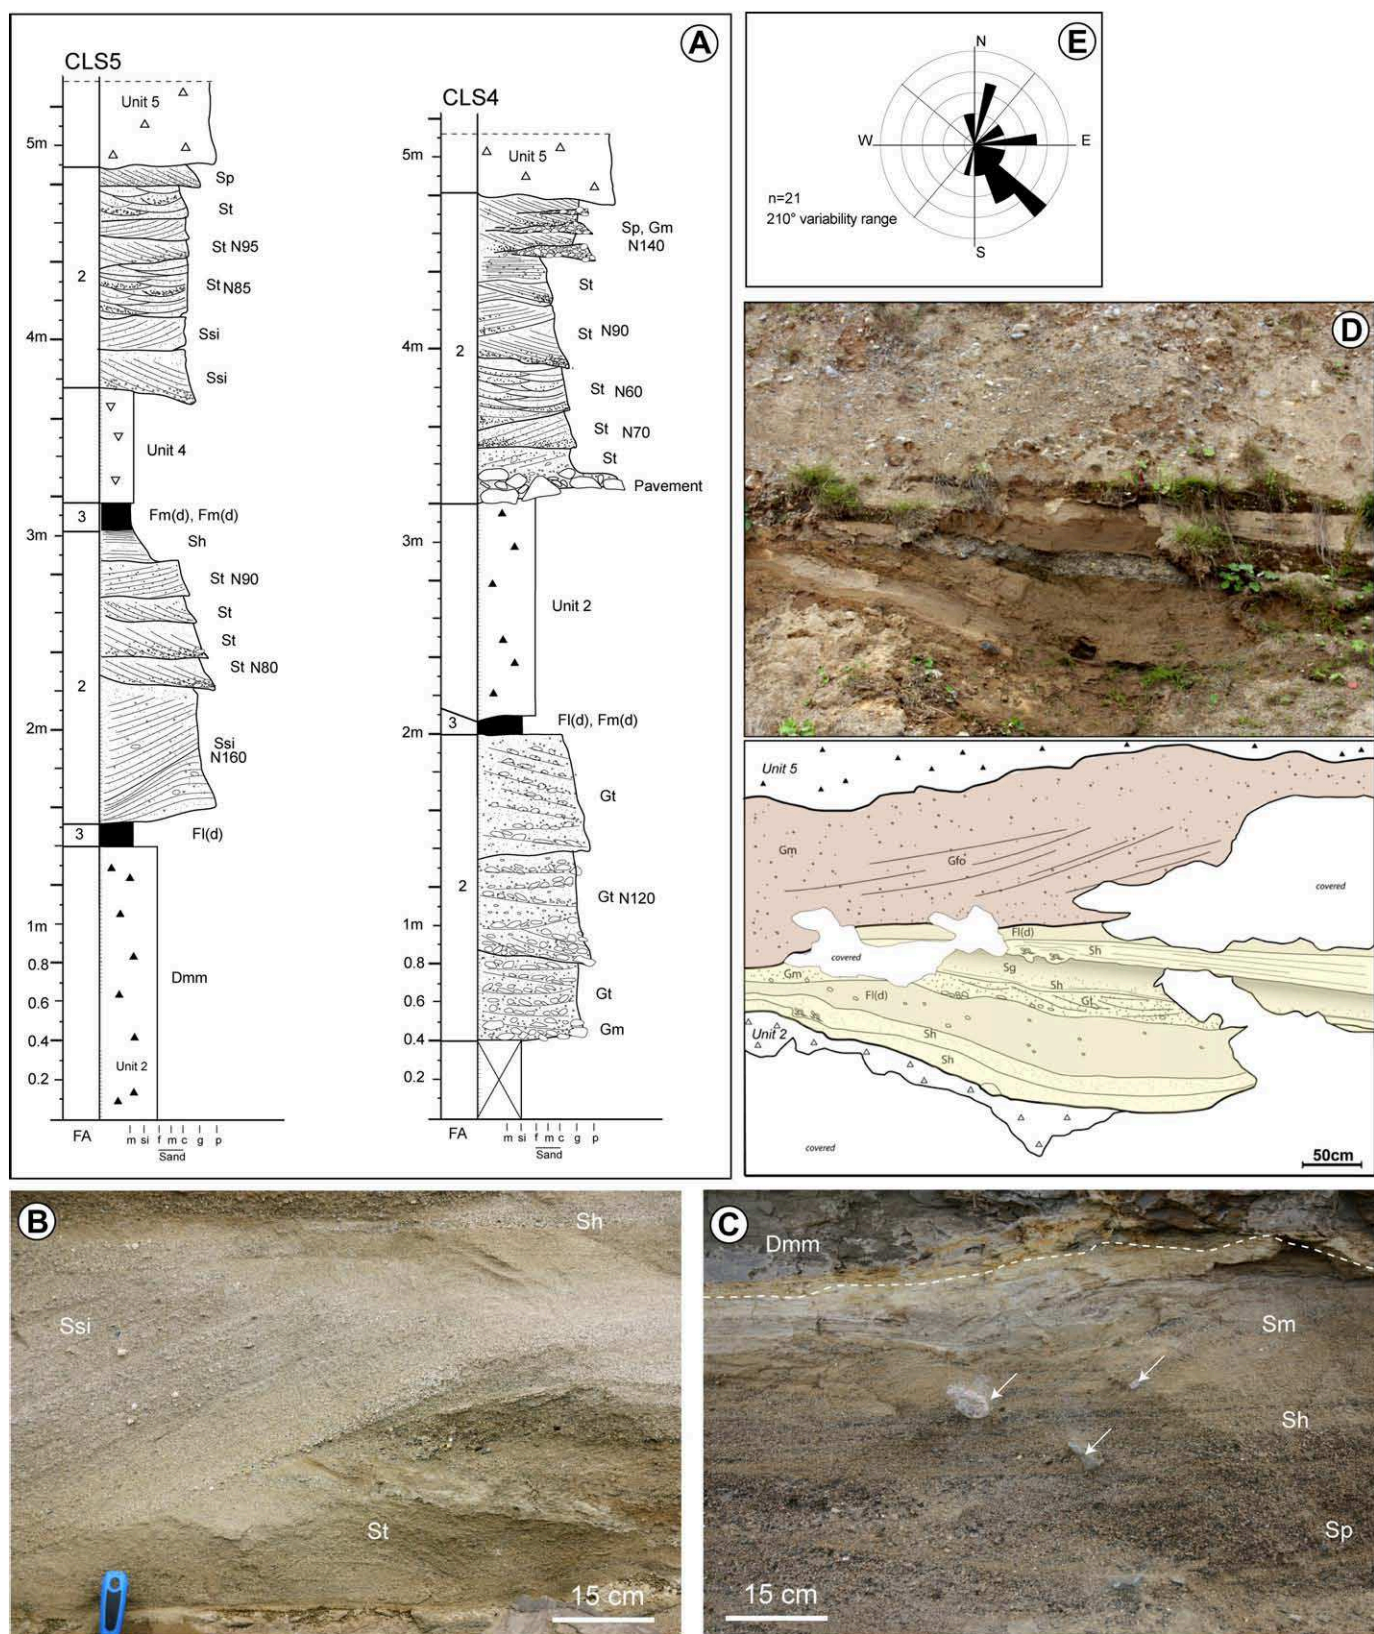 A
CLS5
Unit 5
5m
Sp
St
St N95
2
St N85
Ssi
4m
Ssi
Unit 4
3
Fm(d), Fm(d)
3m
Sh
St N90
St
St
St N80
2
2m
Ssi
N160
3
Fl(d)
1m
0.8
Dmm
0.6
0.4
Unit 2
0.2
FA
m si f m c g p
Sand
CLS4
5m
Unit 5
Sp, Gm
N140
St
St N90
4m
2
St N60
St N70
St
Pavement
3m
Unit 2
3
Fl(d), Fm(d)
2m
Gt
2
Gt N120
1m
0.8
Gt
0.6
Gm
0.4
0.2
FA
m si f m c g p
Sand
E
N
W
E
S
n=21
210° variability range
D
Unit 5
Gm
Gfo
covered
Fl(d)
Sh
covered
Sg
Gm
Sh
Fl(d)
Gt
Unit 2
Sh
Sh
covered
50cm
B
Sh
Ssi
St
15 cm
C
Dmm
Sm
Sh
Sp
15 cm